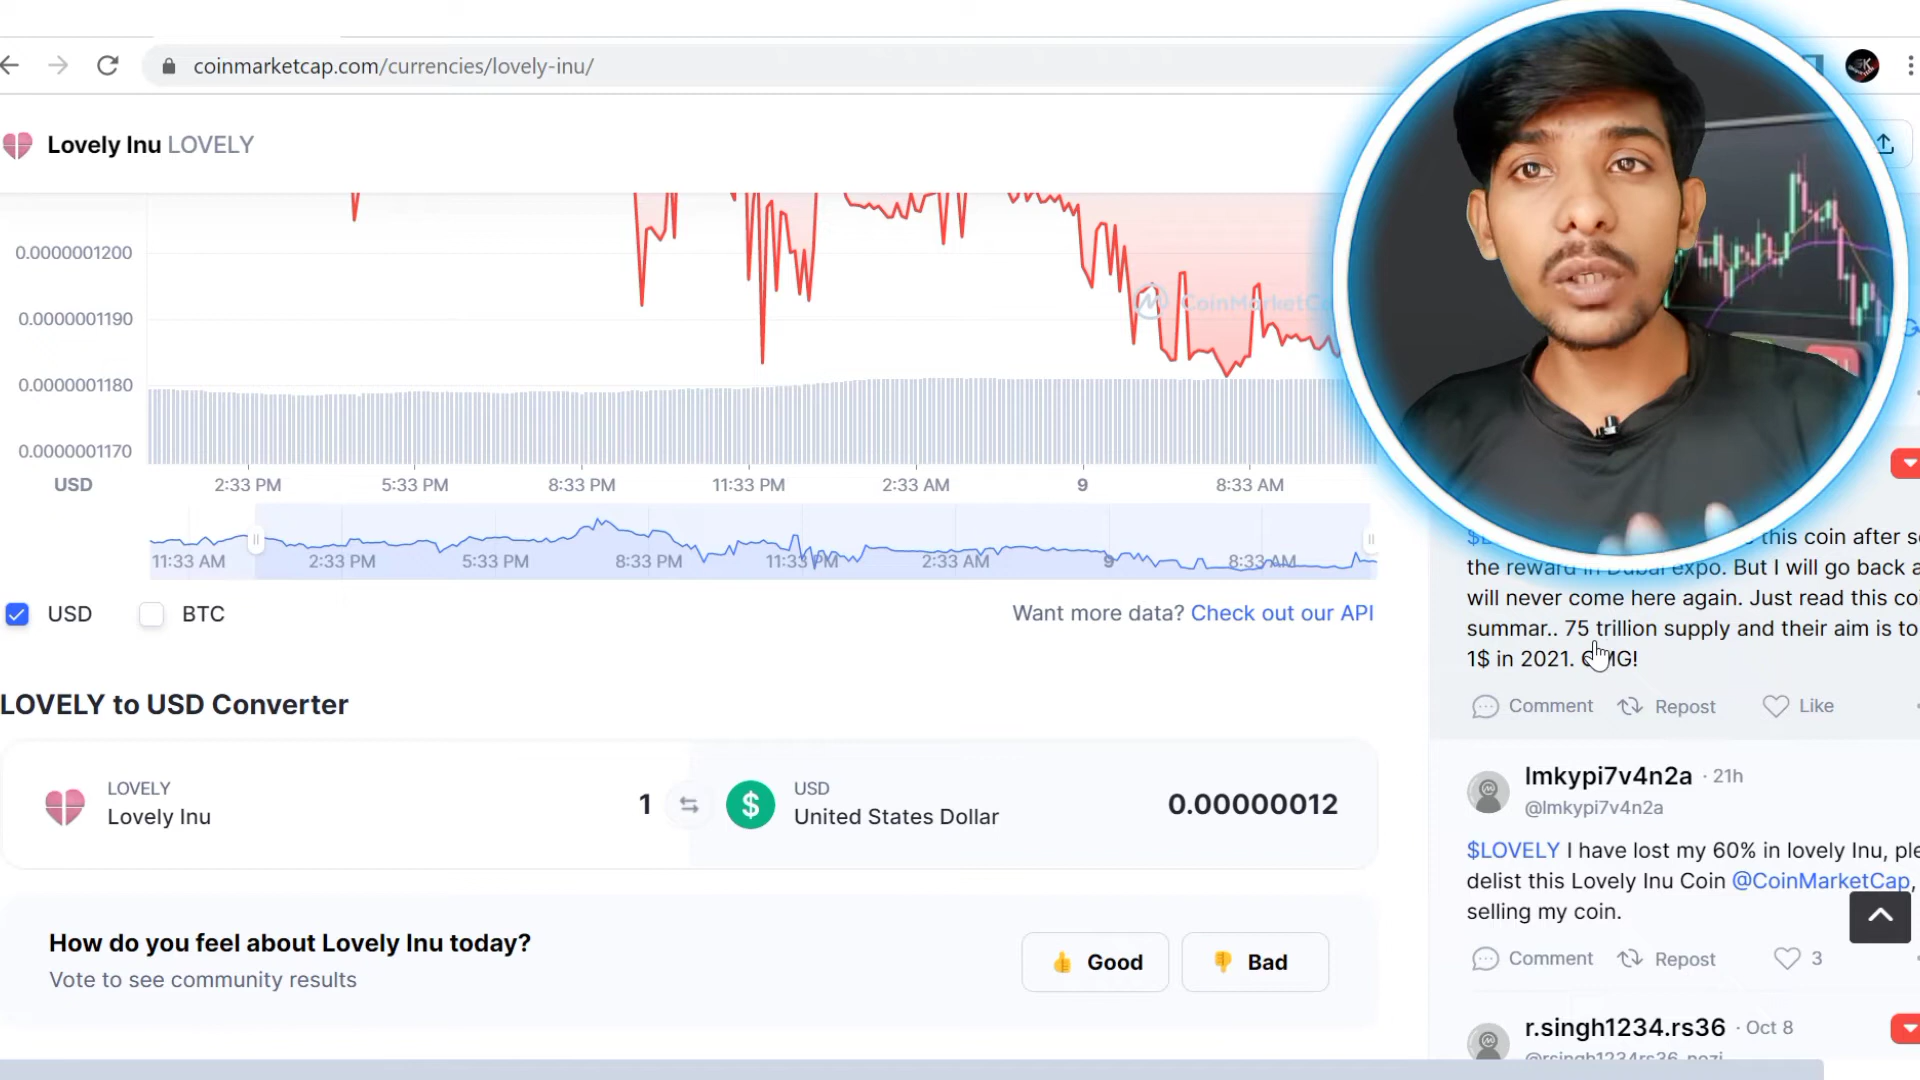 coinmarketcap.com/currencies/lovely-inu/
Lovely Inu LOVELY
0.0000001200
0.0000001190
0.0000001180
0.0000001170
CoinMarketC
USD
2:33 PM
5:33 PM
8:33 PM
11:33 PM
2:33 AM
9
8:33 AM
11:33 AM
2:33 PM
5:33 PM
8:33 PM
11:33 PM
2:33 AM
9
8:33 AM
USD
BTC
Want more data? Check out our API
LOVELY to USD Converter
LOVELY
Lovely Inu
1
USD
United States Dollar
0.00000012
How do you feel about Lovely Inu today?
Vote to see community results
Good
Bad
this coin after s
the reward in Dubai expo. But I will go back a
will never come here again. Just read this co
summar.. 75 trillion supply and their aim is to
1$ in 2021. OMG!
Comment
Repost
Like
lmkypi7v4n2a · 21h
@lmkypi7v4n2a
$LOVELY I have lost my 60% in lovely Inu, ple
delist this Lovely Inu Coin @CoinMarketCap,
selling my coin.
Comment
Repost
3
r.singh1234.rs36 · Oct 8